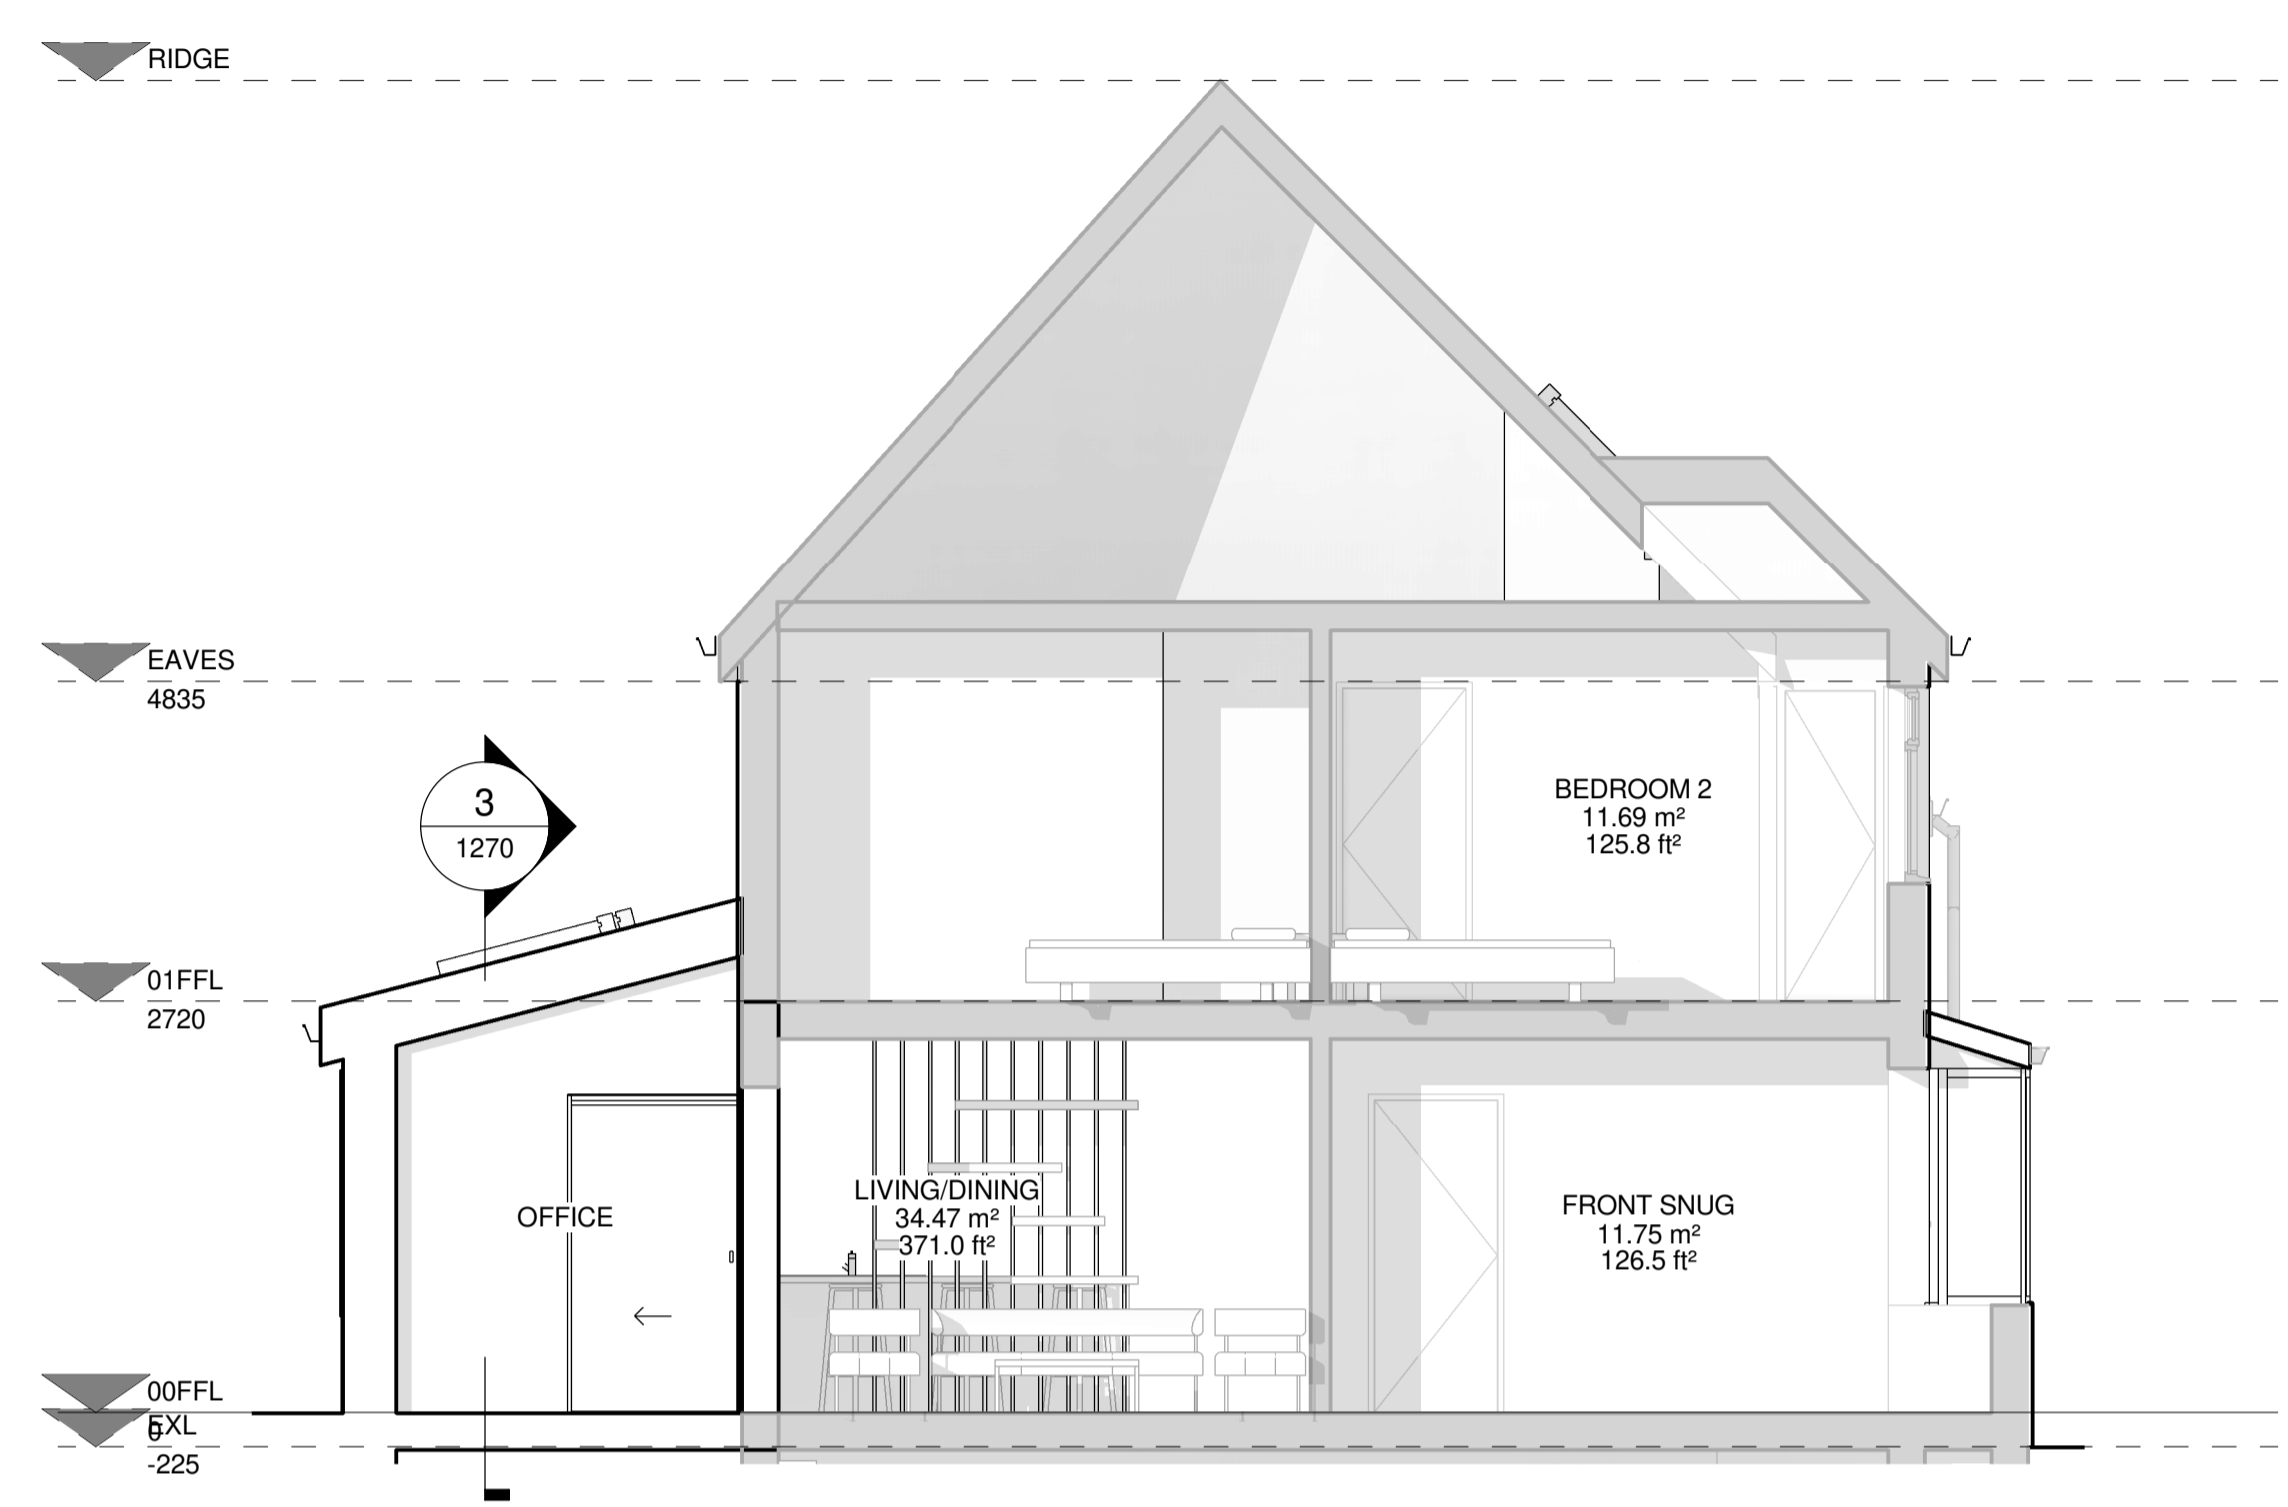 RIDGE
EAVES
4835
3
1270
BEDROOM 2
11.69 m²
125.8 ft²
01FFL
2720
LIVING/DINING
34.47 m²
371.0 ft²
OFFICE
FRONT SNUG
11.75 m²
126.5 ft²
00FFL
0
EXL
-225